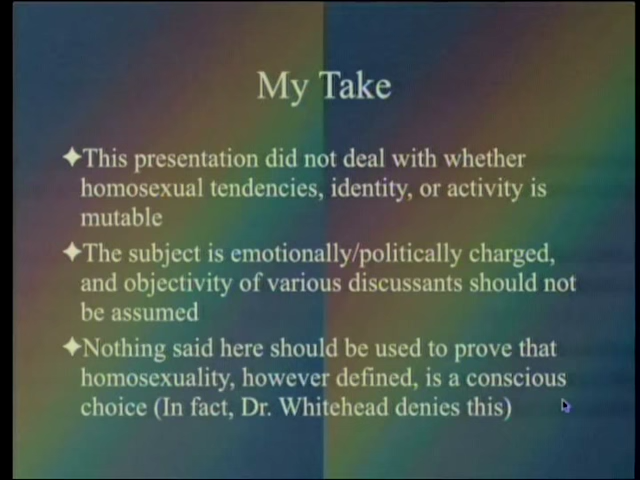 My Take
✦This presentation did not deal with whether
homosexual tendencies, identity, or activity is
mutable
✦The subject is emotionally/politically charged,
and objectivity of various discussants should not
be assumed
✦Nothing said here should be used to prove that
homosexuality, however defined, is a conscious
choice (In fact, Dr. Whitehead denies this)